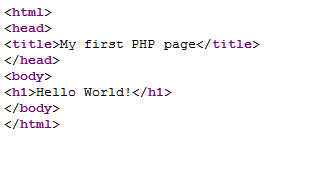 <html>
<head>
<title>My first PHP page</title>
</head>
<body>
<h1>Hello World!</h1>
</body>
</html>